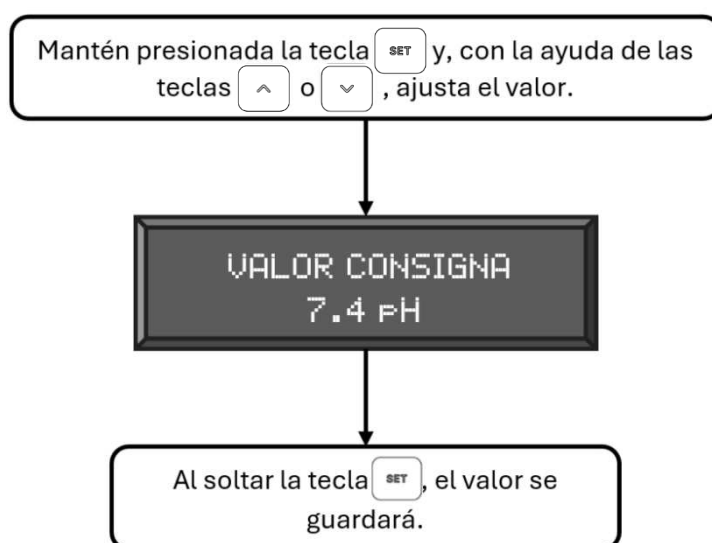 Mantén presionada la tecla SET y, con la ayuda de las
teclas ^ o v , ajusta el valor.
VALOR CONSIGNA
7.4 pH
Al soltar la tecla SET, el valor se
guardará.